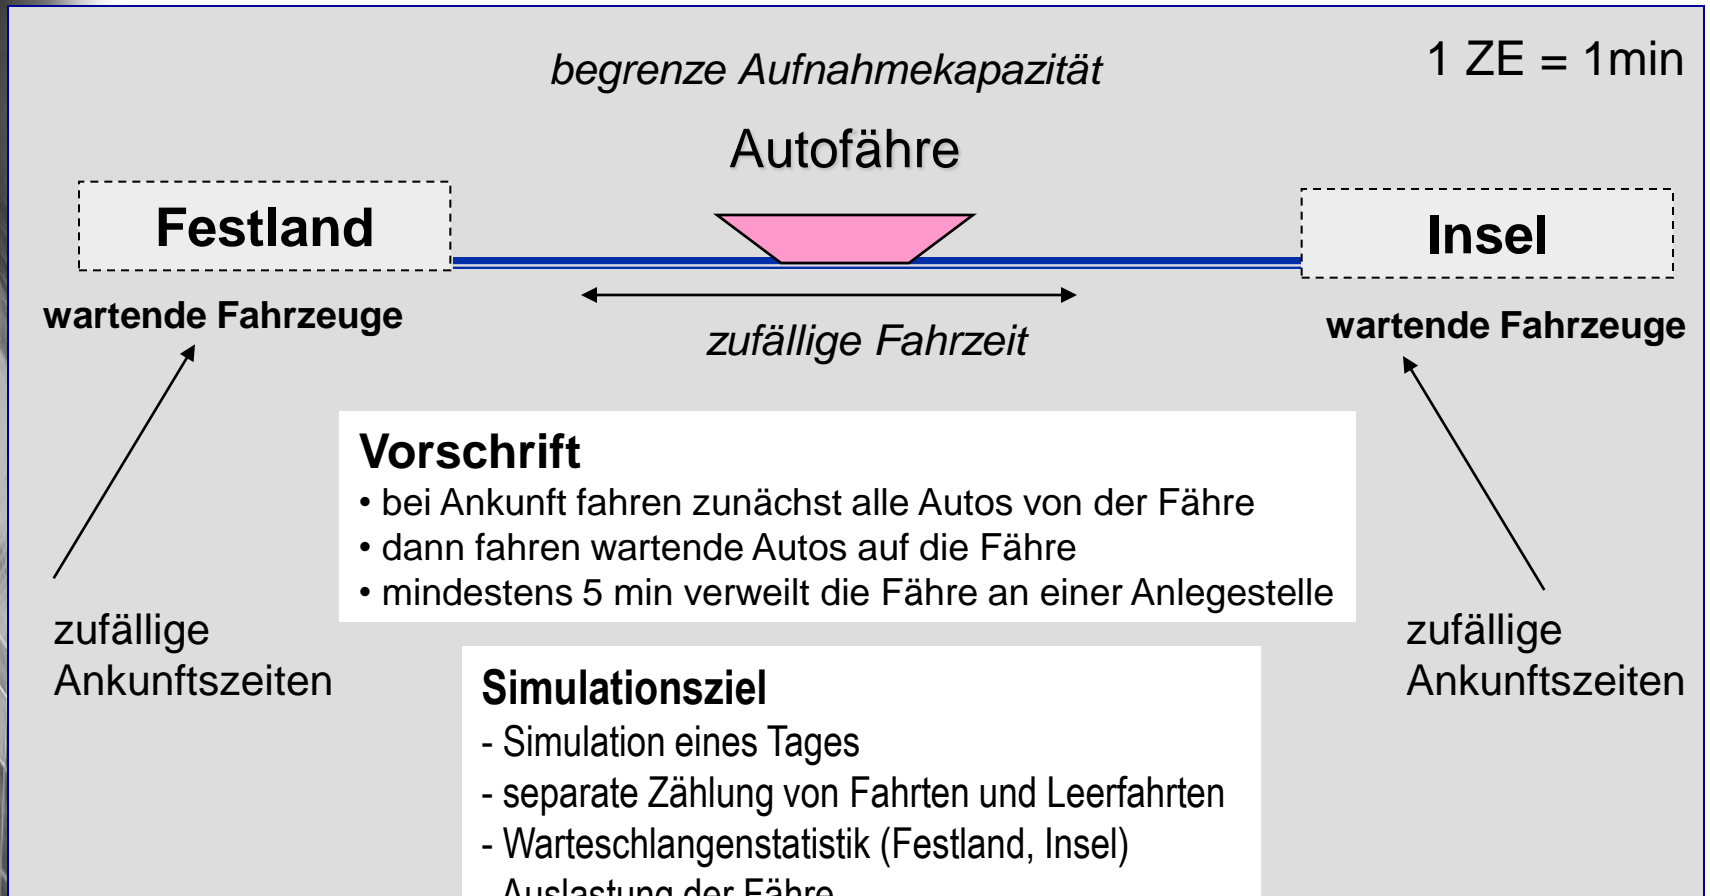 begrenze Aufnahmekapazität
1 ZE = 1min
Autofähre
Festland
Insel
wartende Fahrzeuge
zufällige Fahrzeit
wartende Fahrzeuge
Vorschrift
• bei Ankunft fahren zunächst alle Autos von der Fähre
• dann fahren wartende Autos auf die Fähre
• mindestens 5 min verweilt die Fähre an einer Anlegestelle
zufällige
Ankunftszeiten
zufällige
Ankunftszeiten
Simulationsziel
- Simulation eines Tages
- separate Zählung von Fahrten und Leerfahrten
- Warteschlangenstatistik (Festland, Insel)
Auslastung der Fähre